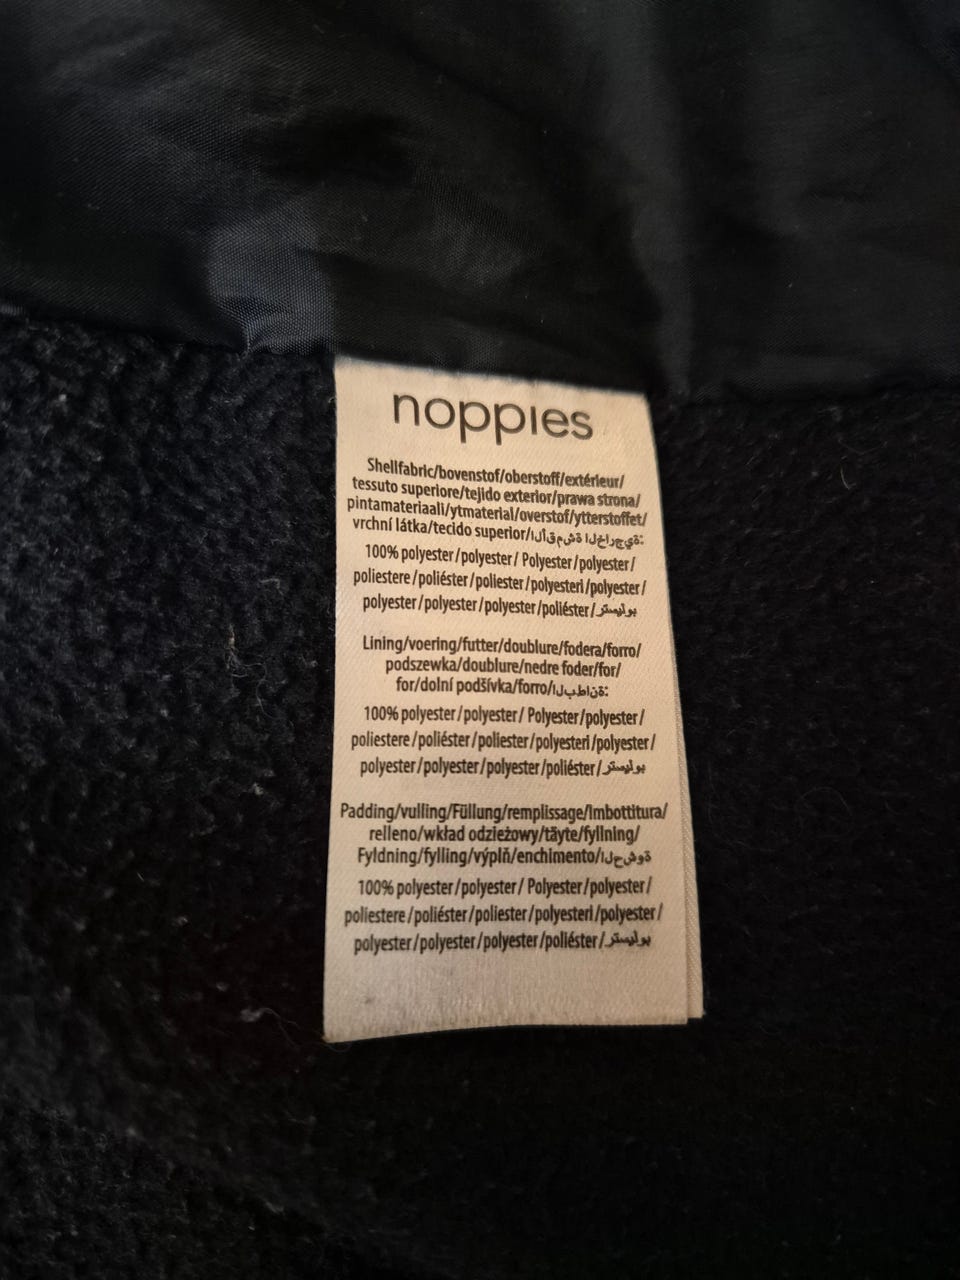 noppies
Shellfabric/bovenstof/oberstoff/extérieur/
tessuto superiore/tejido exterior/prawa strona/
pintamateriaali/ytmaterial/overstof/ytterstoffet/
vrchní látka/tecido superior/ا ل أ ق م ش ة ا ل خ ا ر ج ي ة:
100% polyester/polyester/ Polyester/polyester/
poliestere/poliéster/poliester/polyesteri/polyester/
polyester/polyester/polyester/poliéster/بوليستر
Lining/voering/futter/doublure/fodera/forro/
podszewka/doublure/nedre foder/for/
for/dolní podšívka/forro/ا ل ب ط ا ن ة:
100% polyester/polyester/ Polyester/polyester/
poliestere/poliéster/poliester/polyesteri/polyester/
polyester/polyester/polyester/poliéster/بوليستر
Padding/vulling/Füllung/remplissage/Imbottitura/
relleno/wkład odzieżowy/täyte/fyllning/
Fyldning/fylling/výplň/enchimento/ا ل ح ش و ة
100% polyester/polyester/ Polyester/polyester/
poliestere/poliéster/poliester/polyesteri/polyester/
polyester/polyester/polyester/poliéster/بوليستر